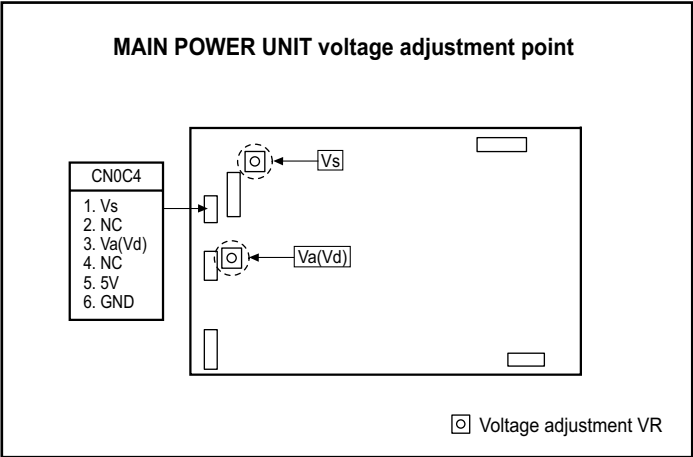 MAIN POWER UNIT voltage adjustment point
Vs
CN0C4
1. Vs
2. NC
3. Va(Vd)
4. NC
5. 5V
6. GND
Va(Vd)
Voltage adjustment VR